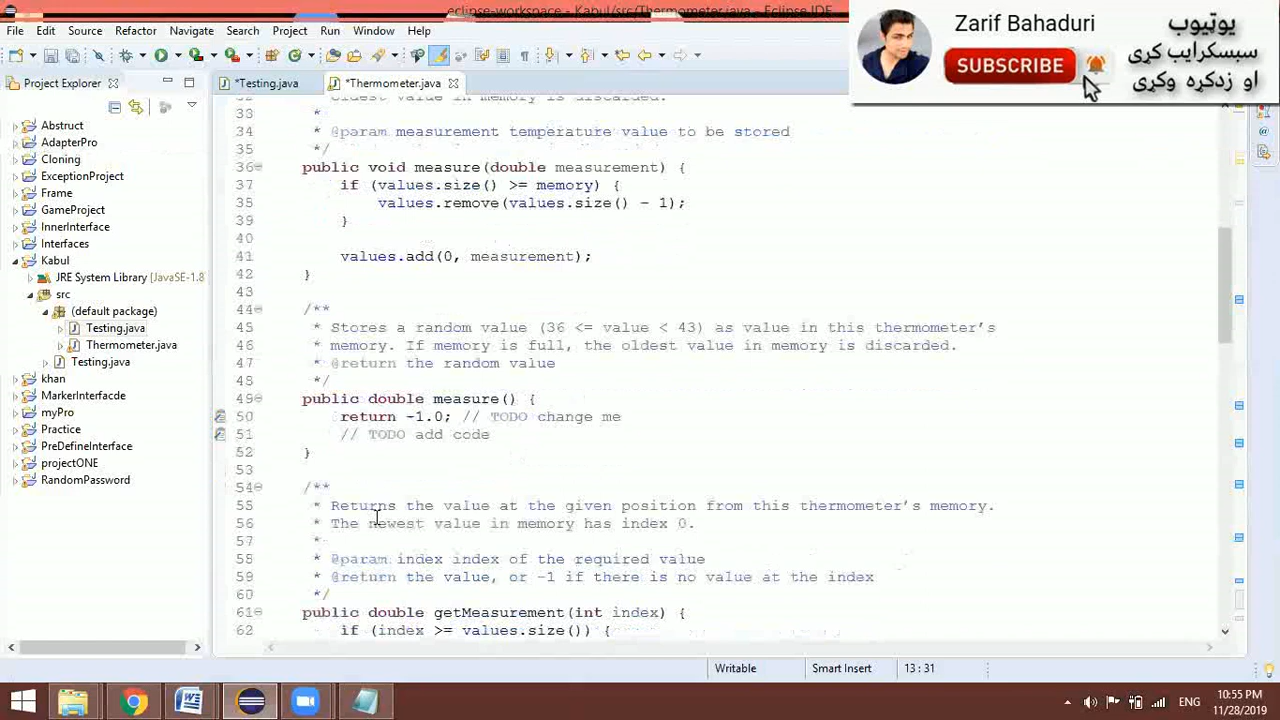 eclipse-workspace - Kabul/src/Thermometer.java - Eclipse IDE
File Edit Source Refactor Navigate Search Project Run Window Help
Zarif Bahaduri
SUBSCRIBE
یوټیوب
سبسکرایب کړی
او زدکړه وکړی
Project Explorer
*Testing.java
*Thermometer.java
Abstruct
AdapterPro
Cloning
ExceptionProject
Frame
GameProject
InnerInterface
Interfaces
Kabul
JRE System Library [JavaSE-1.8
src
(default package)
Testing.java
Thermometer.java
Testing.java
khan
MarkerInterfacde
myPro
Practice
PreDefineInterface
projectONE
RandomPassword
33 *
34 * @param measurement temperature value to be stored
35 */
36 public void measure(double measurement) {
37 if (values.size() >= memory) {
38 values.remove(values.size() - 1);
39 }
40
41 values.add(0, measurement);
42 }
43
44 /**
45 * Stores a random value (36 <= value < 43) as value in this thermometer's
46 * memory. If memory is full, the oldest value in memory is discarded.
47 * @return the random value
48 */
49 public double measure() {
50 return -1.0; // TODO change me
51 // TODO add code
52 }
53
54 /**
55 * Returns the value at the given position from this thermometer's memory.
56 * The newest value in memory has index 0.
57 *
58 * @param index index of the required value
59 * @return the value, or -1 if there is no value at the index
60 */
61 public double getMeasurement(int index) {
62 if (index >= values.size()) {
Writable Smart Insert 13 : 31
ENG
10:55 PM
11/28/2019